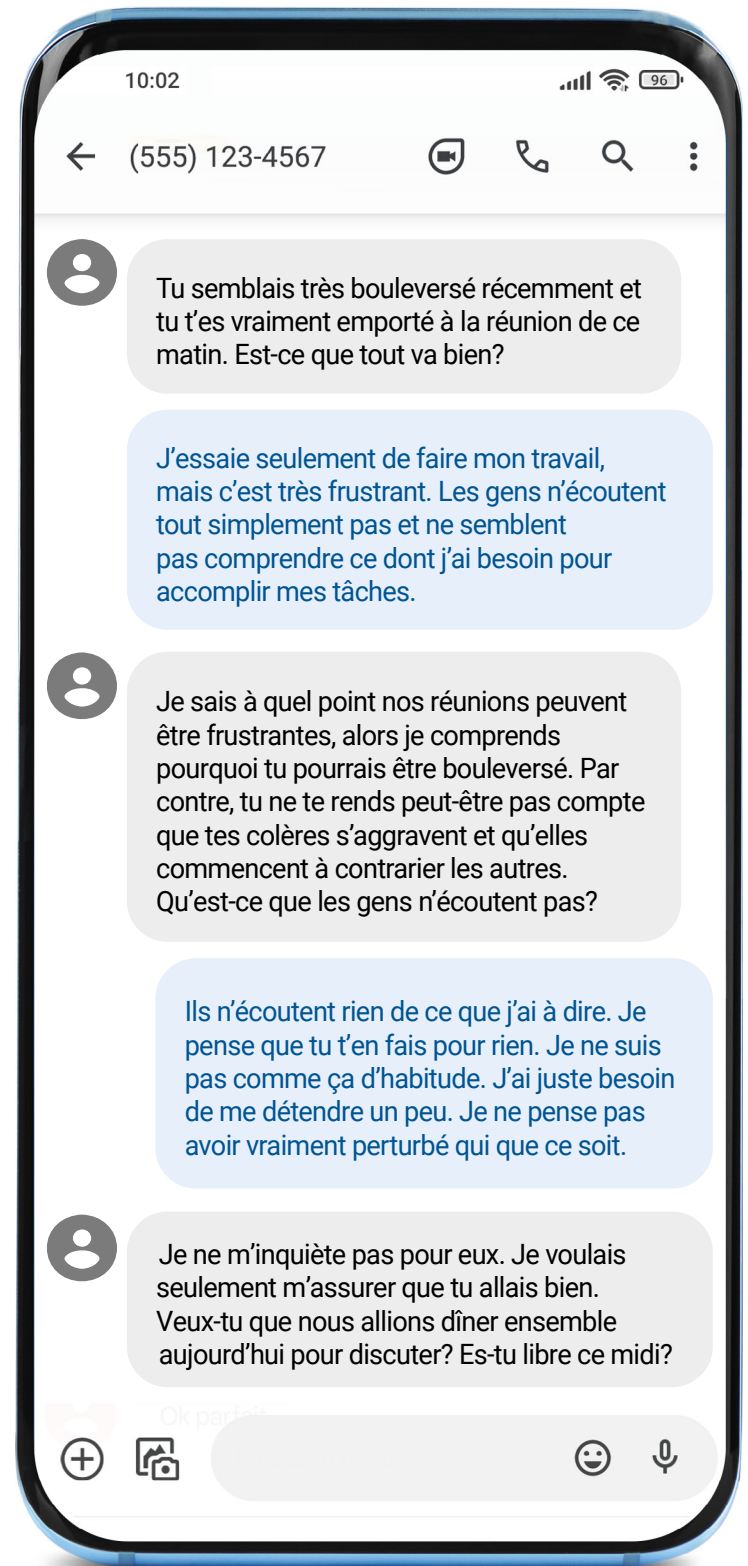 10:02
96
(555) 123-4567
Tu semblais très bouleversé récemment et
tu t’es vraiment emporté à la réunion de ce
matin. Est-ce que tout va bien?
J’essaie seulement de faire mon travail,
mais c’est très frustrant. Les gens n’écoutent
tout simplement pas et ne semblent
pas comprendre ce dont j’ai besoin pour
accomplir mes tâches.
Je sais à quel point nos réunions peuvent
être frustrantes, alors je comprends
pourquoi tu pourrais être bouleversé. Par
contre, tu ne te rends peut-être pas compte
que tes colères s’aggravent et qu’elles
commencent à contrarier les autres.
Qu’est-ce que les gens n’écoutent pas?
Ils n’écoutent rien de ce que j’ai à dire. Je
pense que tu t’en fais pour rien. Je ne suis
pas comme ça d’habitude. J’ai juste besoin
de me détendre un peu. Je ne pense pas
avoir vraiment perturbé qui que ce soit.
Je ne m’inquiète pas pour eux. Je voulais
seulement m’assurer que tu allais bien.
Veux-tu que nous allions dîner ensemble
aujourd’hui pour discuter? Es-tu libre ce midi?
Ok parfait